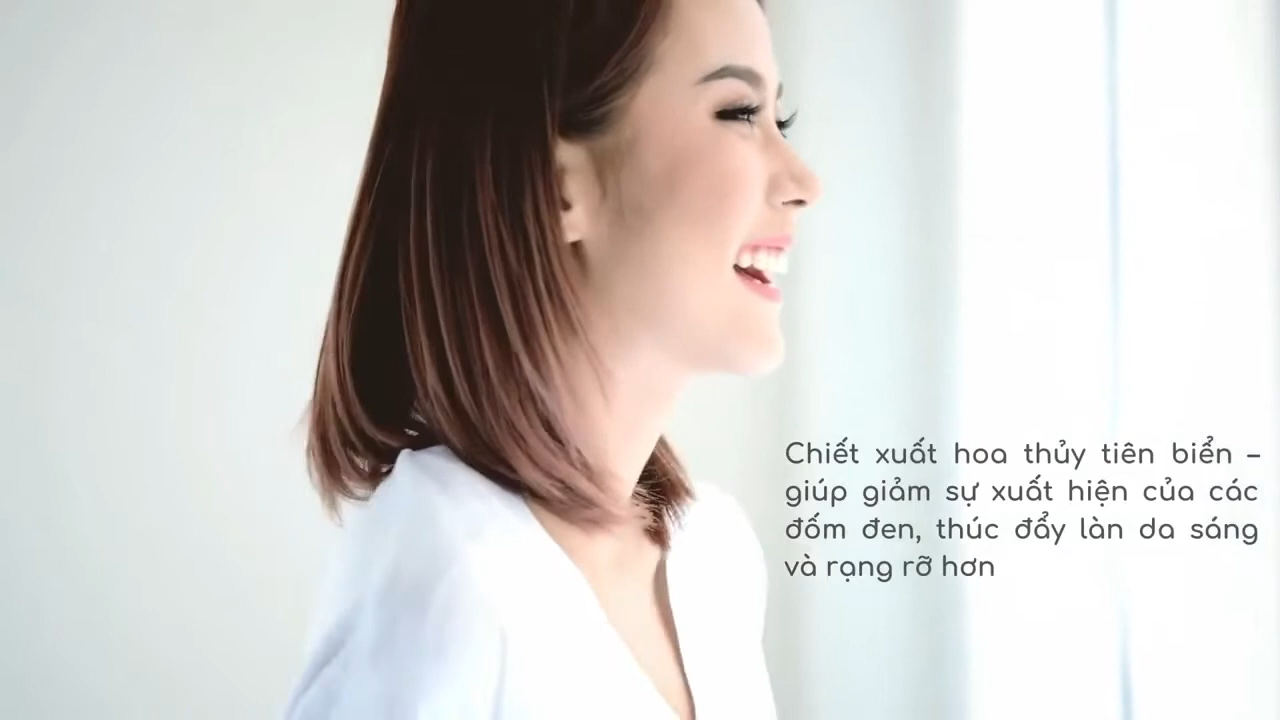 Chiết xuất hoa thủy tiên biển –
giúp giảm sự xuất hiện của các
đốm đen, thúc đẩy làn da sáng
và rạng rỡ hơn